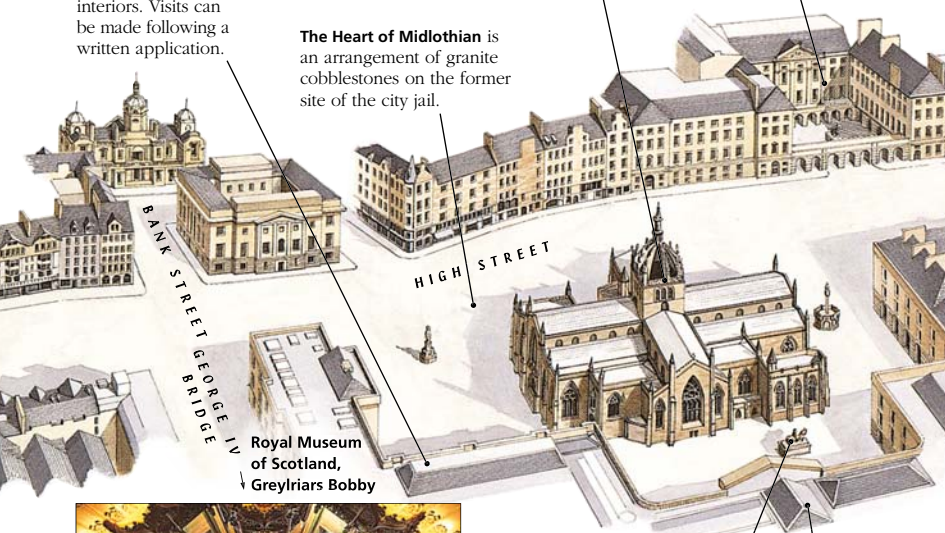 interiors. Visits can
be made following a
written application.
The Heart of Midlothian is
an arrangement of granite
cobblestones on the former
site of the city jail.
BANK STREET GEORGE IV
BRIDGE
HIGH STREET
Royal Museum
of Scotland,
Greylriars Bobby